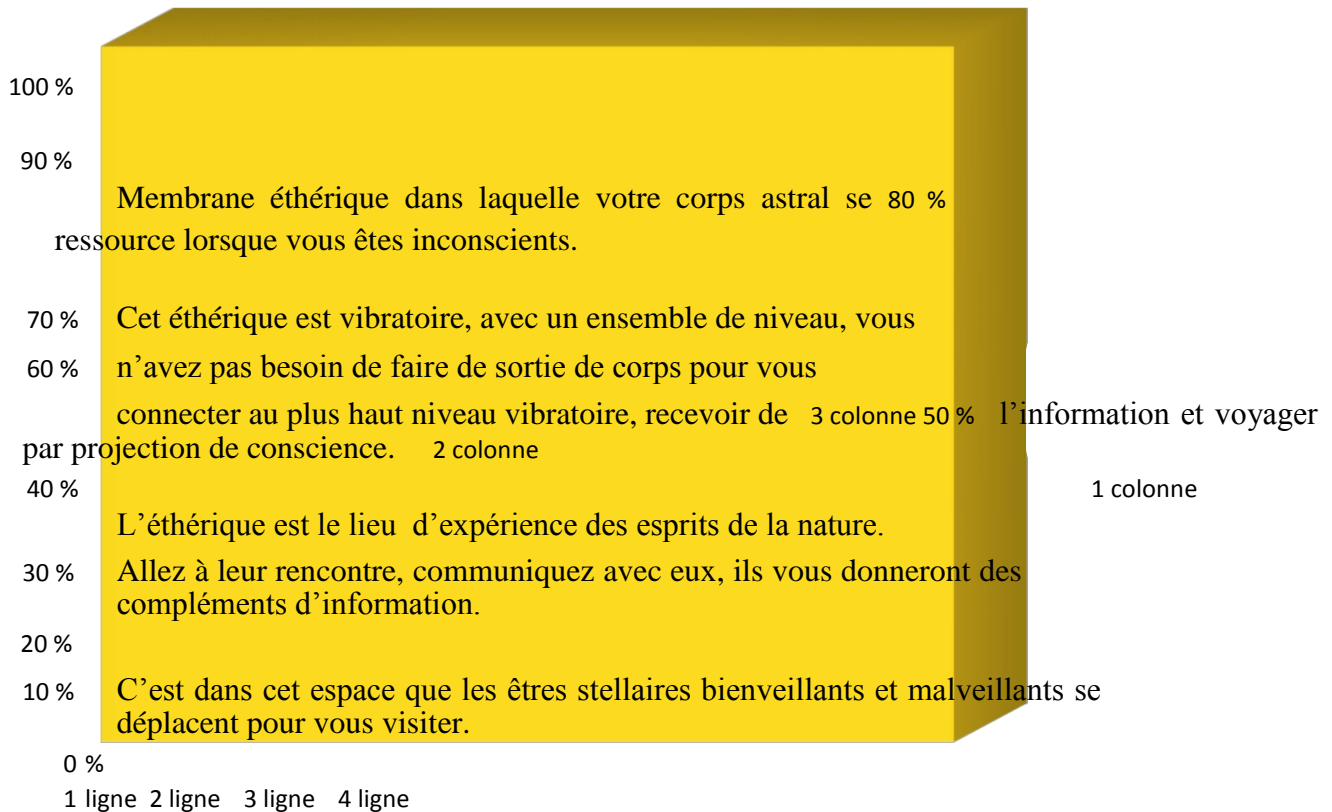 100 %
90 %
Membrane éthérique dans laquelle votre corps astral se 80 %
ressource lorsque vous êtes inconscients.
70 % Cet éthérique est vibratoire, avec un ensemble de niveau, vous
60 % n’avez pas besoin de faire de sortie de corps pour vous
connecter au plus haut niveau vibratoire, recevoir de 3 colonne 50 % l’information et voyager
par projection de conscience. 2 colonne
40 % 1 colonne
L’éthérique est le lieu d’expérience des esprits de la nature.
30 % Allez à leur rencontre, communiquez avec eux, ils vous donneront des
compléments d’information.
20 %
10 % C’est dans cet espace que les êtres stellaires bienveillants et malveillants se
déplacent pour vous visiter.
0 %
1 ligne 2 ligne 3 ligne 4 ligne